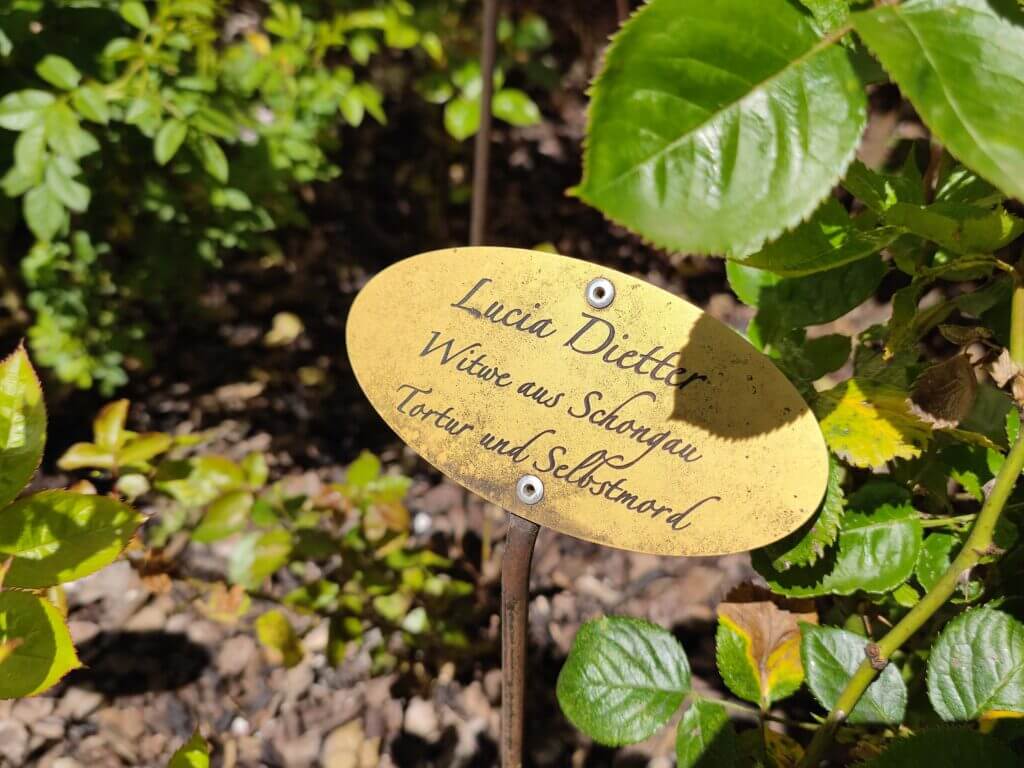 Lucia Dietter
Witwe aus Schongau
Tortur und Selbstmord